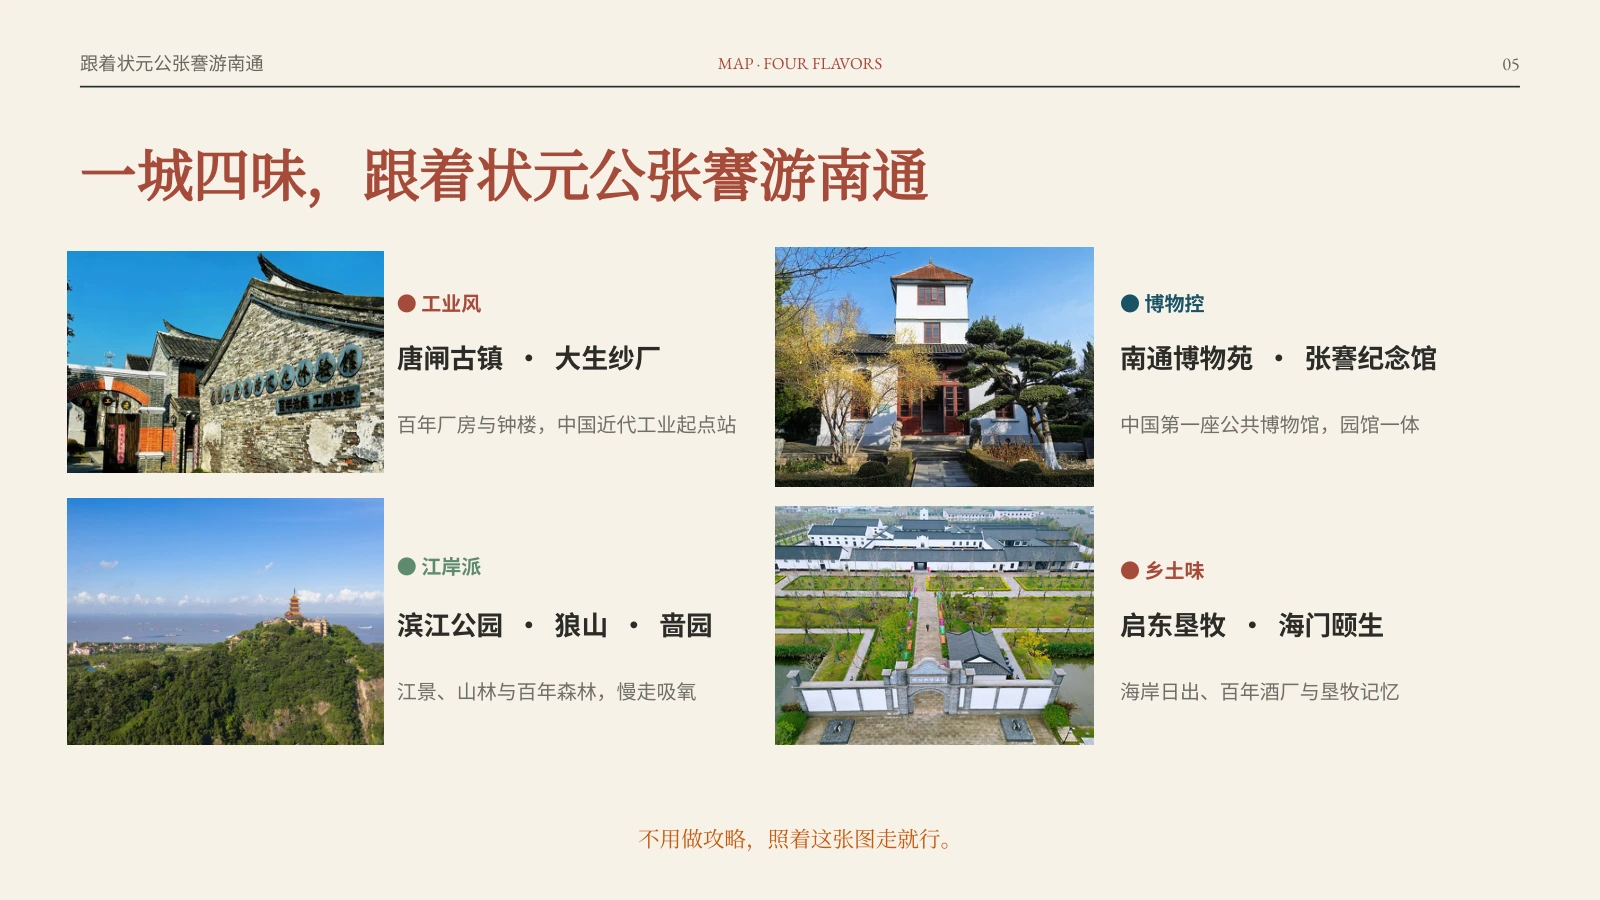 跟着状元公张謇游南通
MAP · FOUR FLAVORS
05
一城四味，跟着状元公张謇游南通
工业风
唐闸古镇 · 大生纱厂
百年厂房与钟楼，中国近代工业起点站
博物控
南通博物苑 · 张謇纪念馆
中国第一座公共博物馆，园馆一体
江岸派
滨江公园 · 狼山 · 啬园
江景、山林与百年森林，慢走吸氧
乡土味
启东垦牧 · 海门颐生
海岸日出、百年酒厂与垦牧记忆
不用做攻略，照着这张图走就行。